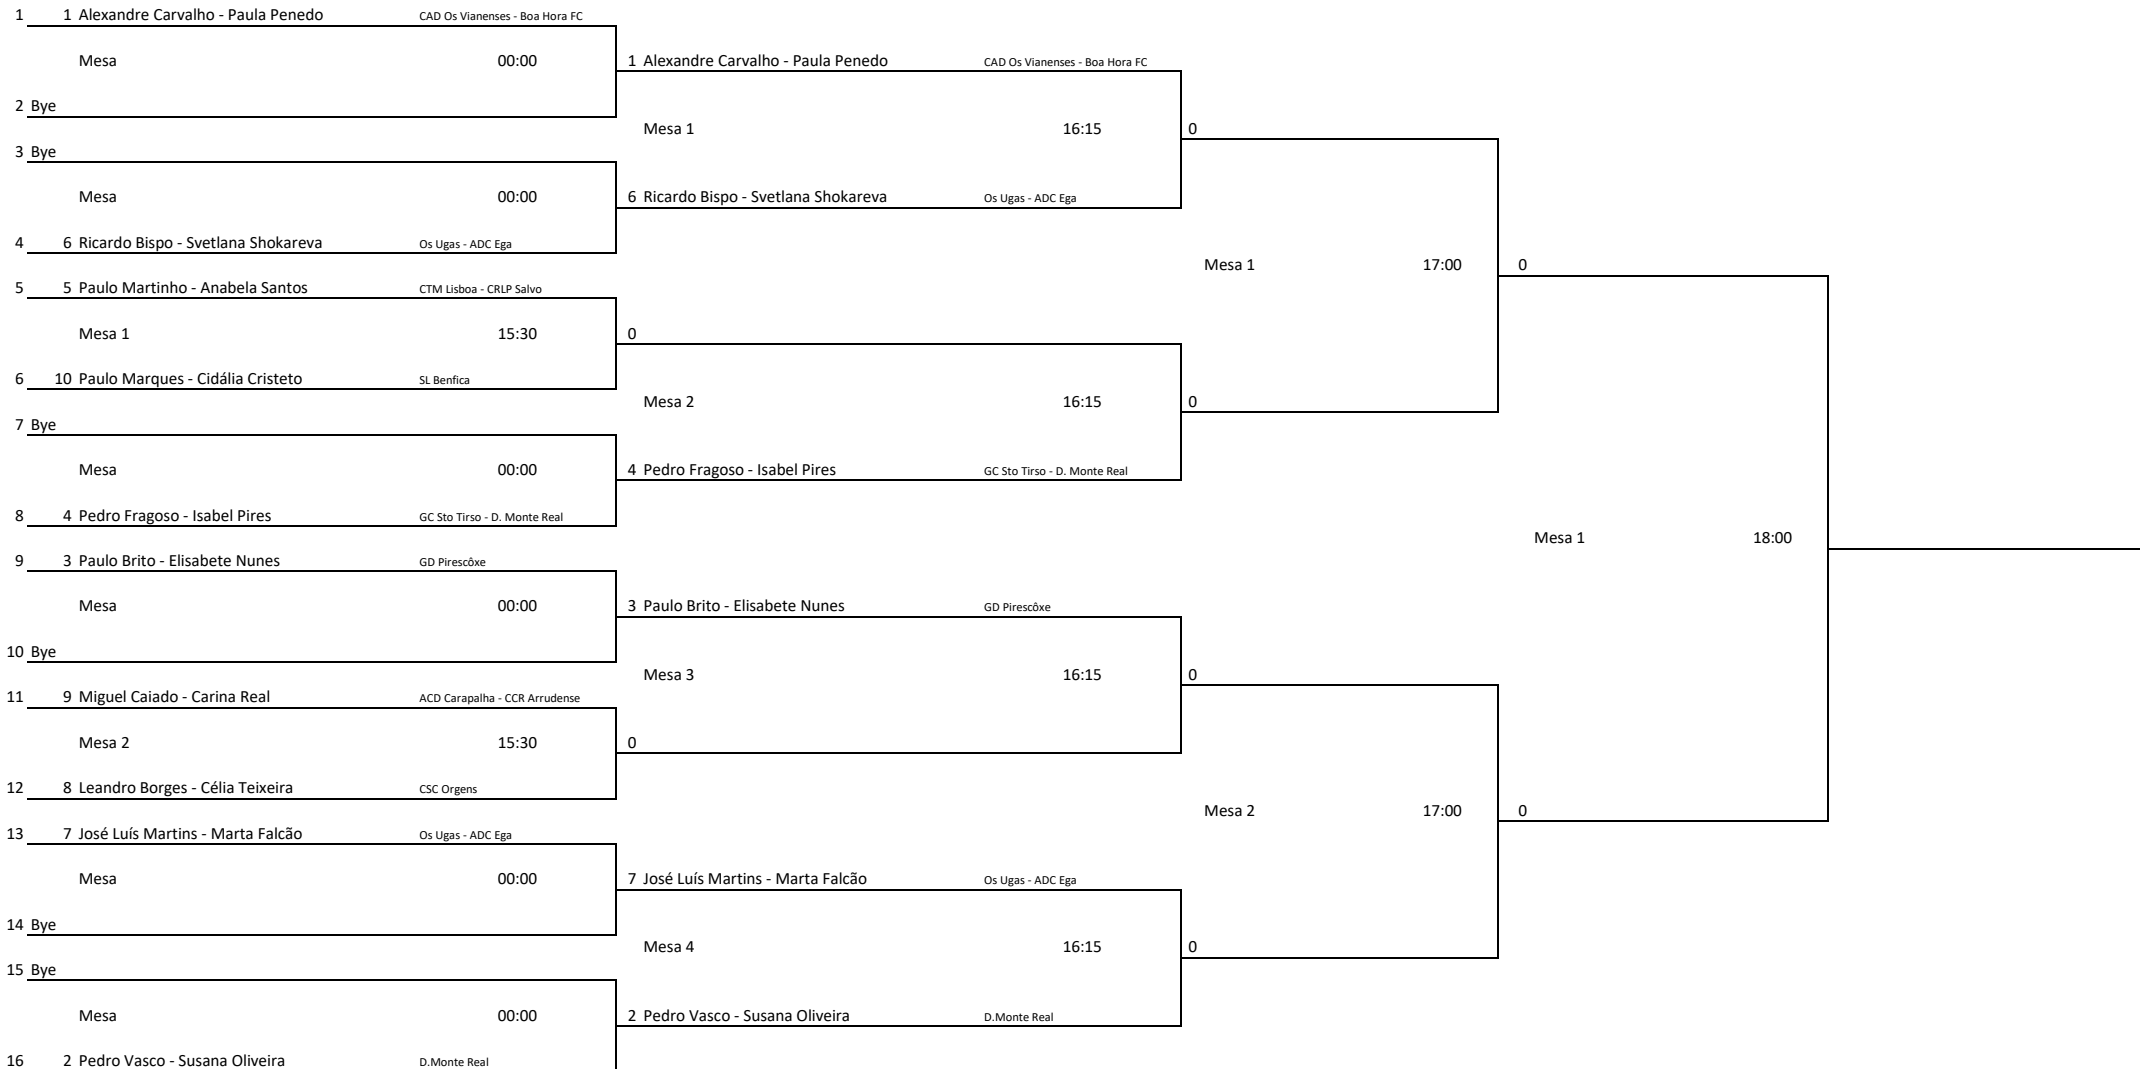 1 1 Alexandre Carvalho - Paula Penedo CAD Os Vianenses - Boa Hora FC
Mesa 00:00 1 Alexandre Carvalho - Paula Penedo CAD Os Vianenses - Boa Hora FC
2 Bye
Mesa 1 16:15 0
3 Bye
Mesa 00:00 6 Ricardo Bispo - Svetlana Shokareva Os Ugas - ADC Ega
4 6 Ricardo Bispo - Svetlana Shokareva Os Ugas - ADC Ega
Mesa 1 17:00 0
5 5 Paulo Martinho - Anabela Santos CTM Lisboa - CRLP Salvo
Mesa 1 15:30 0
6 10 Paulo Marques - Cidália Cristeto SL Benfica
Mesa 2 16:15 0
7 Bye
Mesa 00:00 4 Pedro Fragoso - Isabel Pires GC Sto Tirso - D. Monte Real
8 4 Pedro Fragoso - Isabel Pires GC Sto Tirso - D. Monte Real
Mesa 1 18:00
9 3 Paulo Brito - Elisabete Nunes GD Pirescôxe
Mesa 00:00 3 Paulo Brito - Elisabete Nunes GD Pirescôxe
10 Bye
Mesa 3 16:15 0
11 9 Miguel Caiado - Carina Real ACD Carapalha - CCR Arrudense
Mesa 2 15:30 0
12 8 Leandro Borges - Célia Teixeira CSC Orgens
Mesa 2 17:00 0
13 7 José Luís Martins - Marta Falcão Os Ugas - ADC Ega
Mesa 00:00 7 José Luís Martins - Marta Falcão Os Ugas - ADC Ega
14 Bye
Mesa 4 16:15 0
15 Bye
Mesa 00:00 2 Pedro Vasco - Susana Oliveira D.Monte Real
16 2 Pedro Vasco - Susana Oliveira D.Monte Real